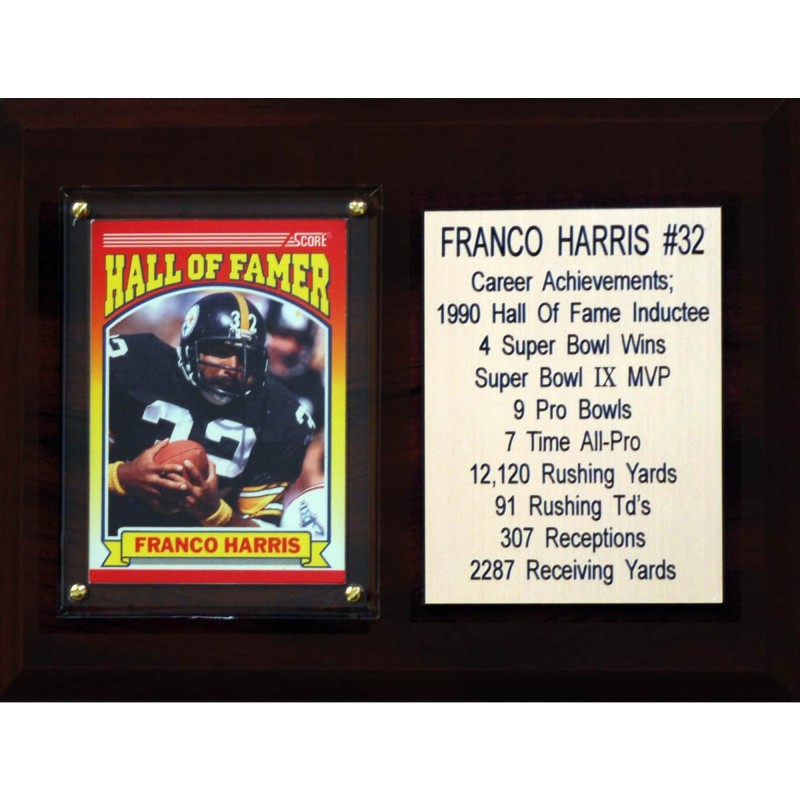 SCORE
HALL OF FAMER
32
32
32
FRANCO HARRIS
FRANCO HARRIS #32
Career Achievements;
1990 Hall Of Fame Inductee
4 Super Bowl Wins
Super Bowl IX MVP
9 Pro Bowls
7 Time All-Pro
12,120 Rushing Yards
91 Rushing Td's
307 Receptions
2287 Receiving Yards